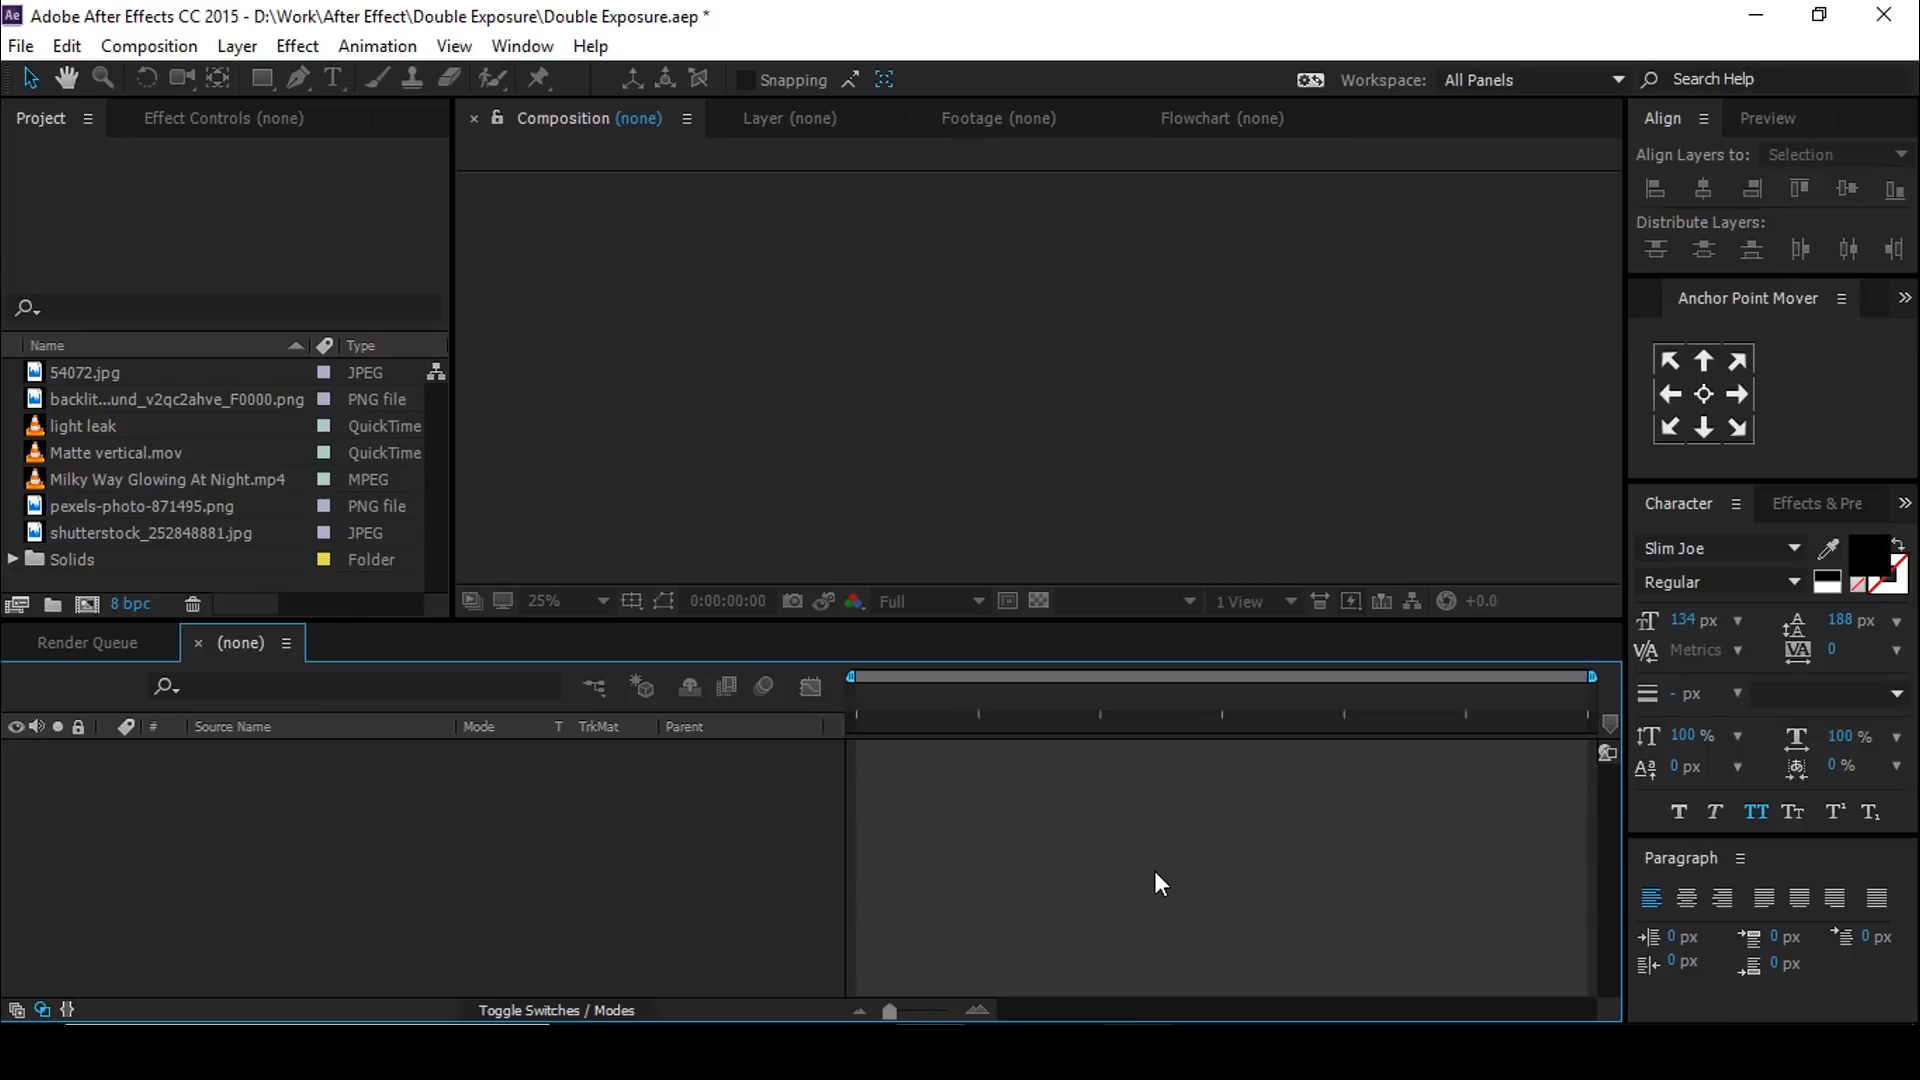 Ae Adobe After Effects CC 2015 - D:\Work\After Effect\Double Exposure\Double Exposure.aep *
File Edit Composition Layer Effect Animation View Window Help
Snapping Workspace: All Panels Search Help
Project Effect Controls (none) Composition (none) Layer (none) Footage (none) Flowchart (none) Align Preview
Align Layers to: Selection
Distribute Layers:
Anchor Point Mover
Name Type
54072.jpg JPEG
backlit...und_v2qc2ahve_F0000.png PNG file
light leak QuickTime
Matte vertical.mov QuickTime
Milky Way Glowing At Night.mp4 MPEG
pexels-photo-871495.png PNG file
shutterstock_252848881.jpg JPEG
Solids Folder
8 bpc
25% 0:00:00:00 Full 1 View +0.0
Character Effects & Pre
Slim Joe
Regular
134 px 188 px
Metrics 0
- px
100 % 100 %
0 px 0 %
Render Queue (none)
# Source Name Mode T TrkMat Parent
Paragraph
0 px 0 px 0 px
0 px 0 px
Toggle Switches / Modes